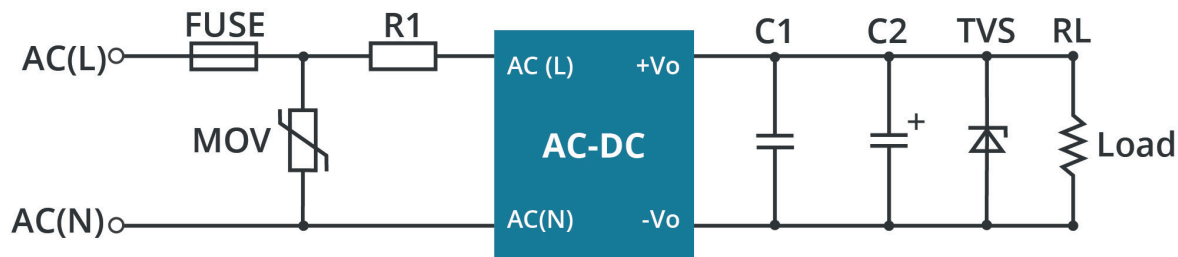 FUSE R1 C1 C2 TVS RL
AC(L) AC (L) +Vo
MOV AC-DC + Load
AC(N) AC(N) -Vo